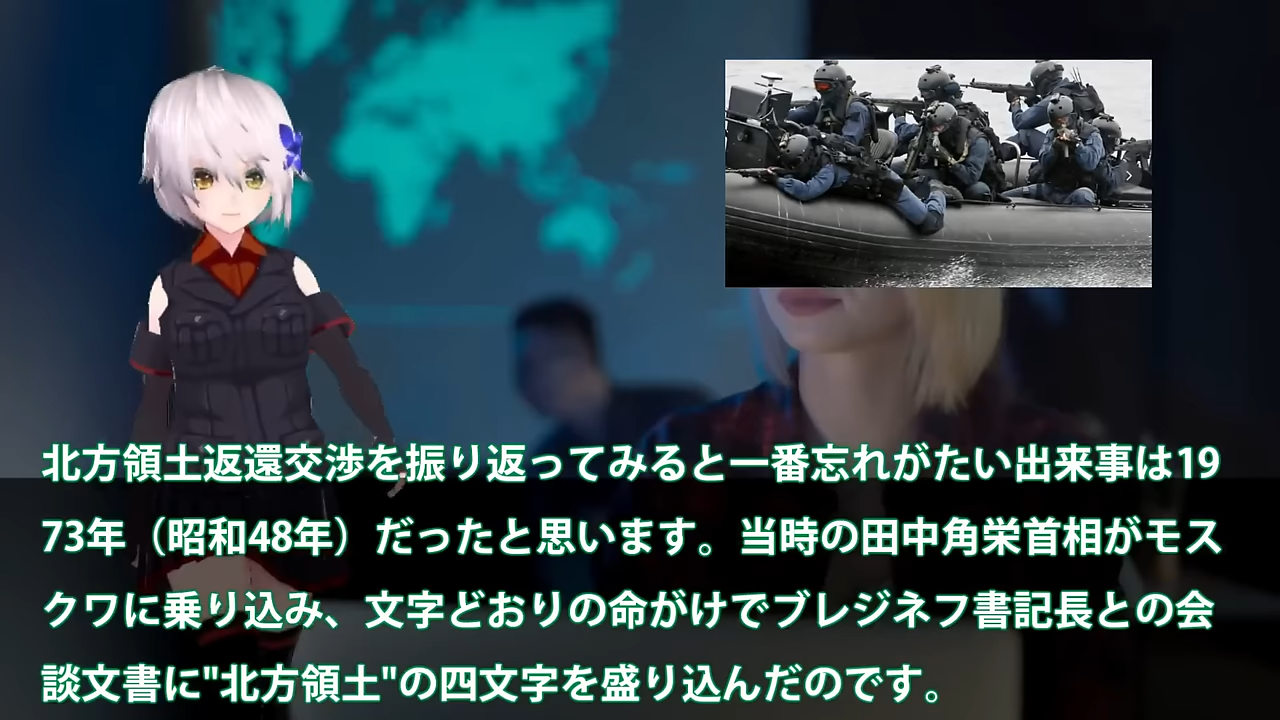 北方領土返還交渉を振り返ってみると一番忘れがたい出来事は19
73年（昭和48年）だったと思います。当時の田中角栄首相がモス
クワに乗り込み、文字どおりの命がけでブレジネフ書記長との会
談文書に"北方領土"の四文字を盛り込んだのです。